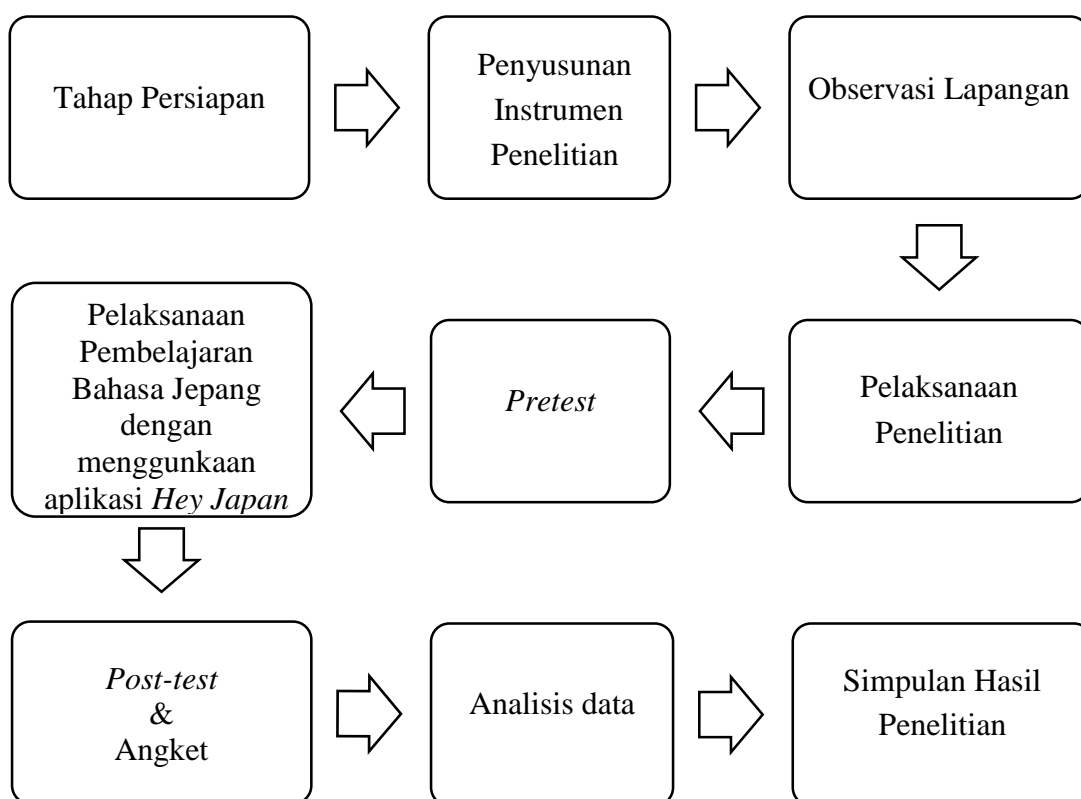 Tahap Persiapan
Penyusunan
Instrumen
Penelitian
Observasi Lapangan
Pelaksanaan
Penelitian
Pretest
Pelaksanaan
Pembelajaran
Bahasa Jepang
dengan
menggunkaan
aplikasi Hey Japan
Post-test
&
Angket
Analisis data
Simpulan Hasil
Penelitian